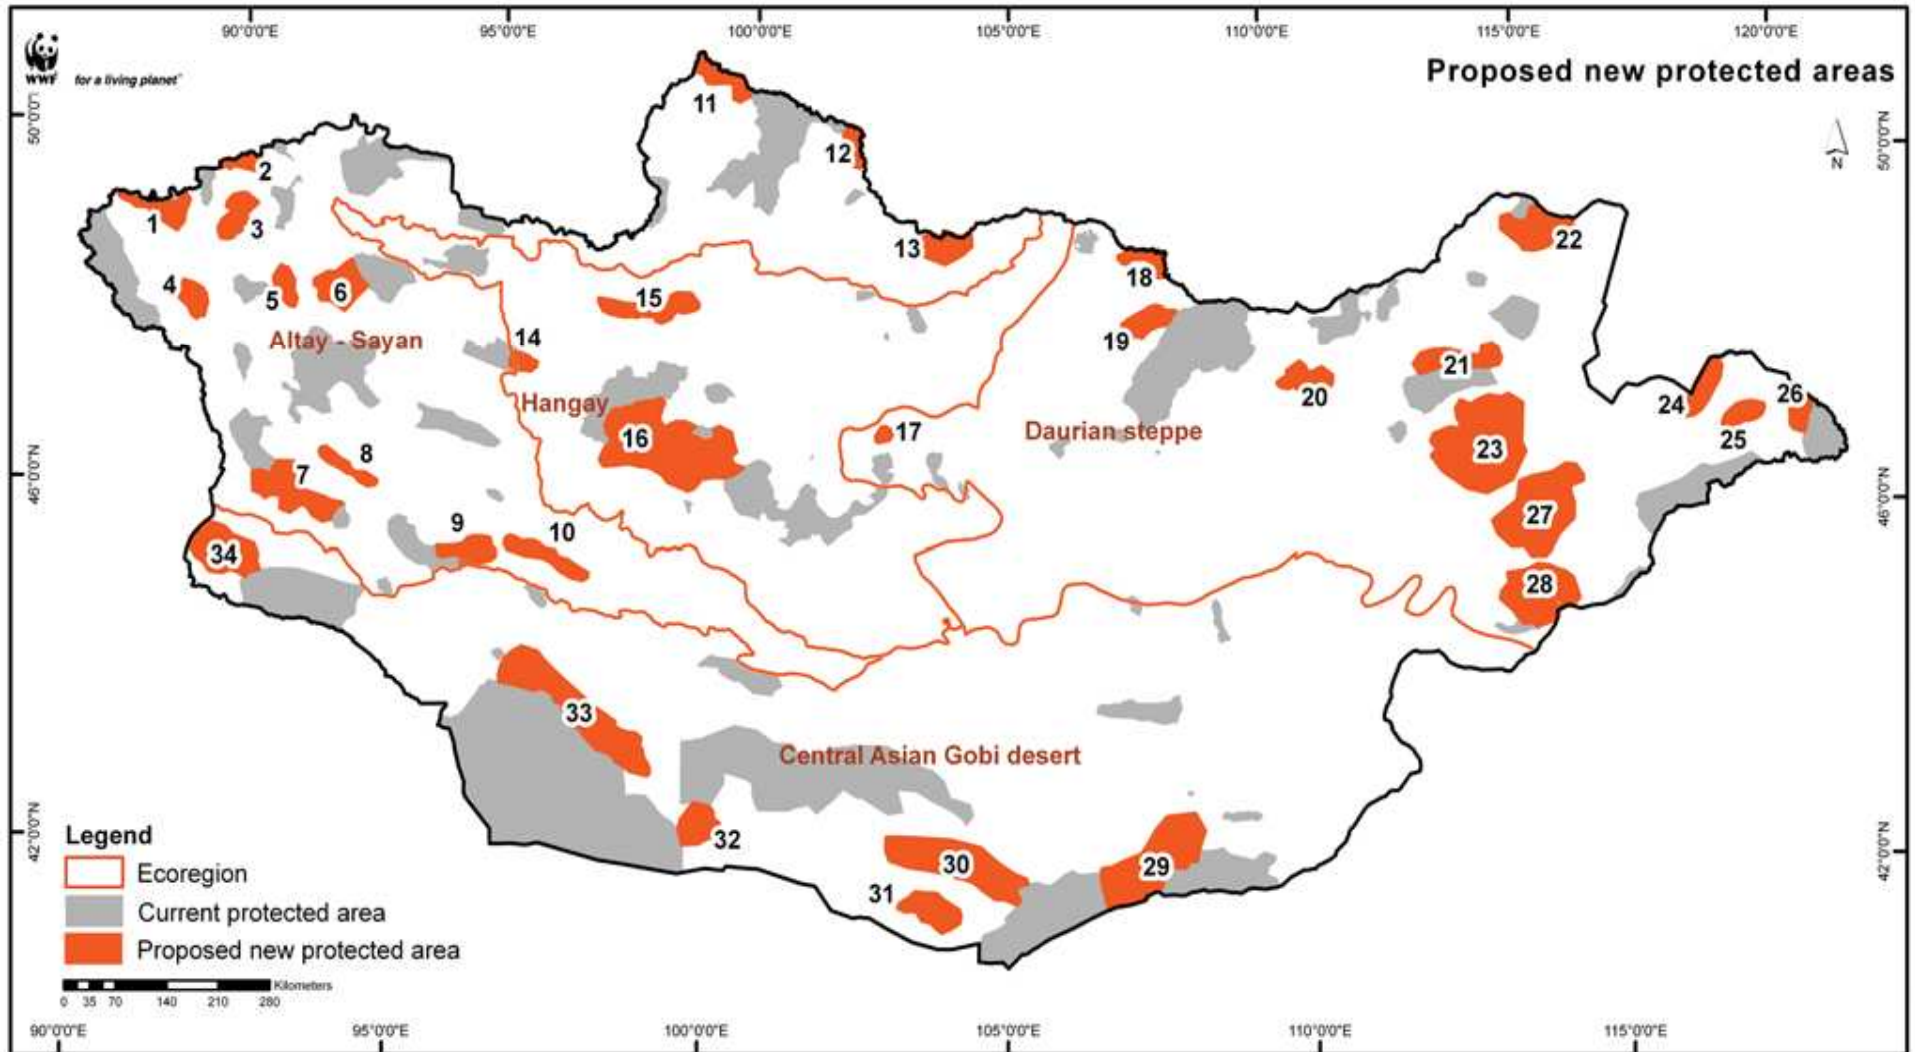 90°0'0"E 95°0'0"E 100°0'0"E 105°0'0"E 110°0'0"E 115°0'0"E 120°0'0"E
WWF for a living planet
Proposed new protected areas
N
50°0'0"N
46°0'0"N
42°0'0"N
50°0'0"N
46°0'0"N
42°0'0"N
11
12
2
1
3
13
22
4
5
6
15
18
Altay - Sayan
14
19
21
20
Hangay
16
17
Daurian steppe
24
25
26
23
8
7
27
9
10
34
28
33
Central Asian Gobi desert
32
30
29
31
Legend
Ecoregion
Current protected area
Proposed new protected area
Kilometers
0 35 70 140 210 280
90°0'0"E 95°0'0"E 100°0'0"E 105°0'0"E 110°0'0"E 115°0'0"E